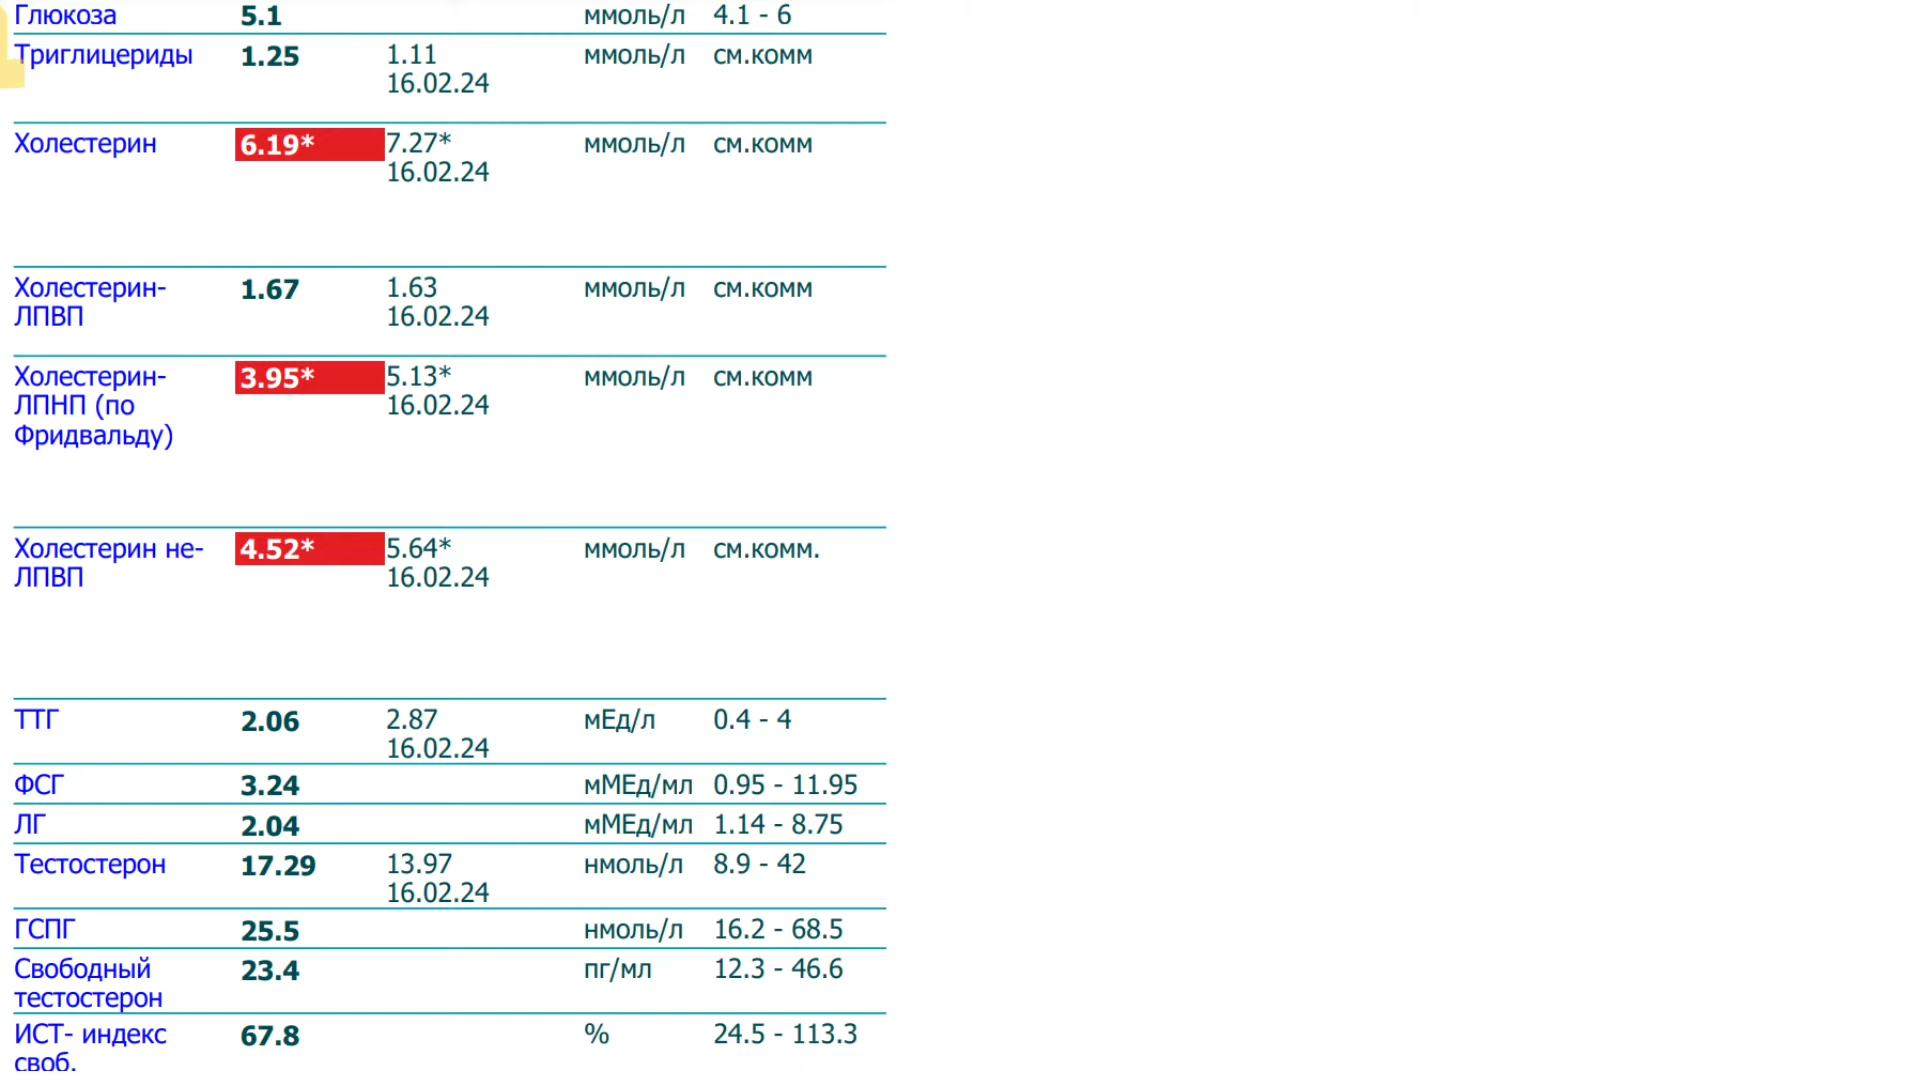 Глюкоза 5.1 ммоль/л 4.1 - 6
Триглицериды 1.25 1.11 ммоль/л см.комм
16.02.24
Холестерин 6.19* 7.27* ммоль/л см.комм
16.02.24
Холестерин- 1.67 1.63 ммоль/л см.комм
ЛПВП 16.02.24
Холестерин- 3.95* 5.13* ммоль/л см.комм
ЛПНП (по 16.02.24
Фридвальду)
Холестерин не- 4.52* 5.64* ммоль/л см.комм.
ЛПВП 16.02.24
ТТГ 2.06 2.87 мЕд/л 0.4 - 4
16.02.24
ФСГ 3.24 мМЕд/мл 0.95 - 11.95
ЛГ 2.04 мМЕд/мл 1.14 - 8.75
Тестостерон 17.29 13.97 нмоль/л 8.9 - 42
16.02.24
ГСПГ 25.5 нмоль/л 16.2 - 68.5
Свободный 23.4 пг/мл 12.3 - 46.6
тестостерон
ИСТ- индекс 67.8 % 24.5 - 113.3
своб.